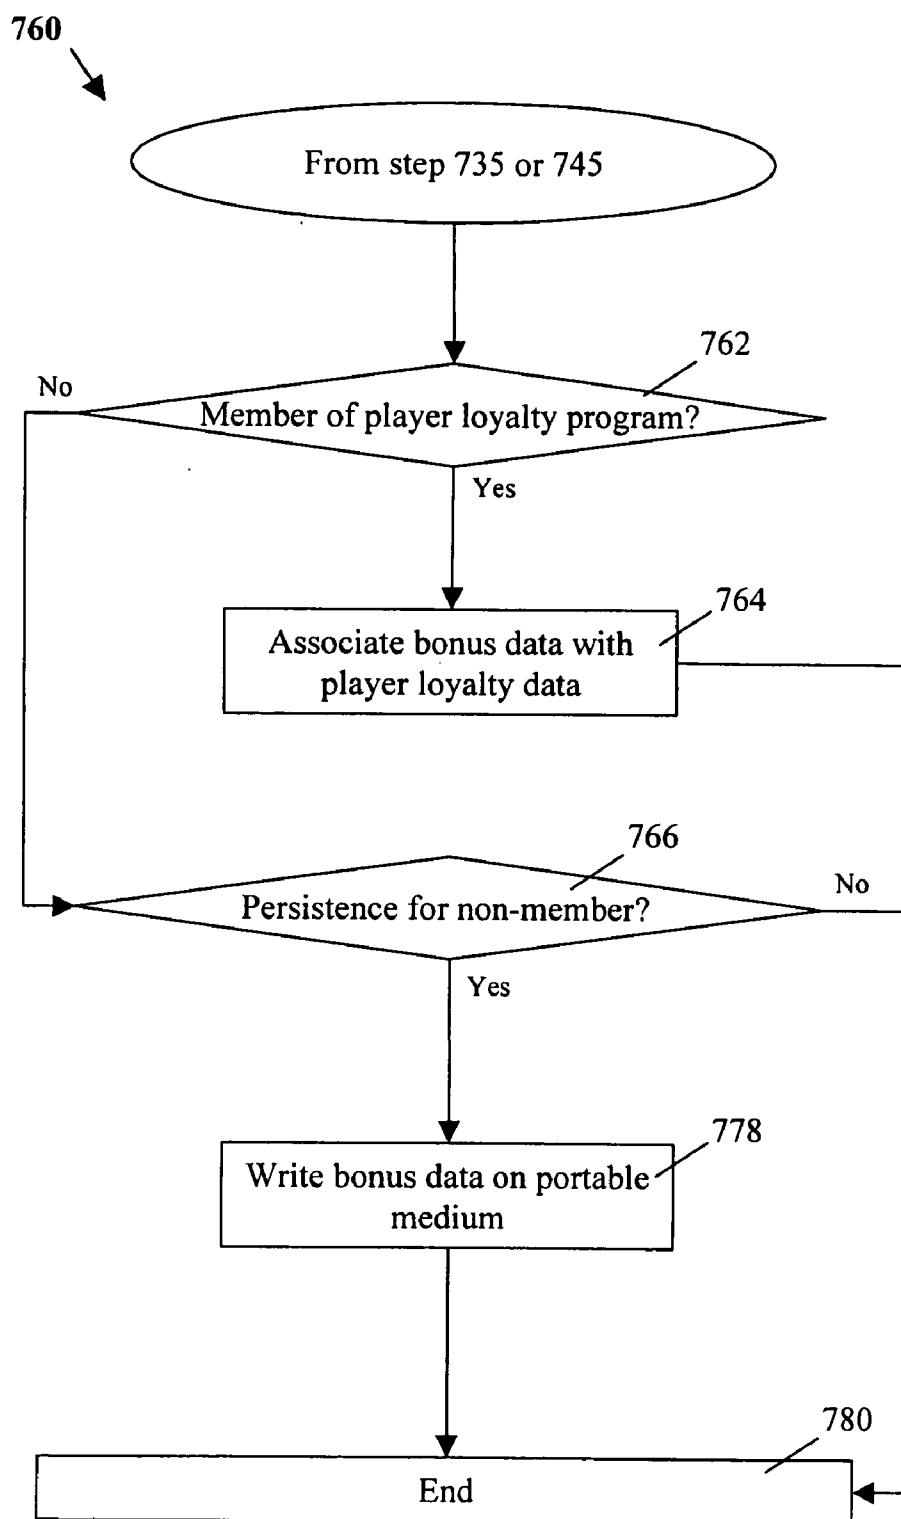 760
From step 735 or 745
762
No
Member of player loyalty program?
Yes
764
Associate bonus data with
player loyalty data
766
No
Persistence for non-member?
Yes
778
Write bonus data on portable
medium
780
End